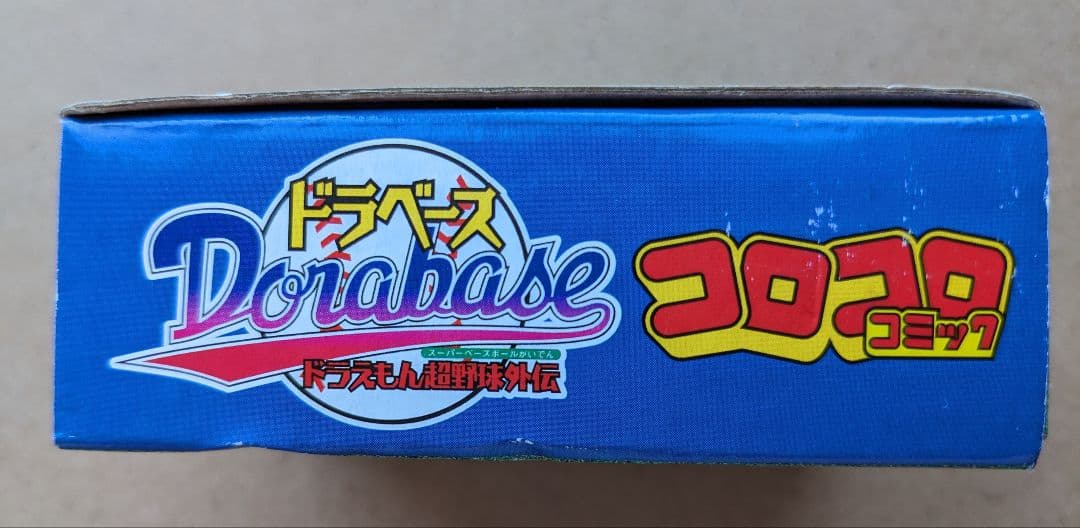 ドラベース
Dorabase
スーパーベースボールがいでん
ドラえもん超野球外伝
コロコロ
コミック